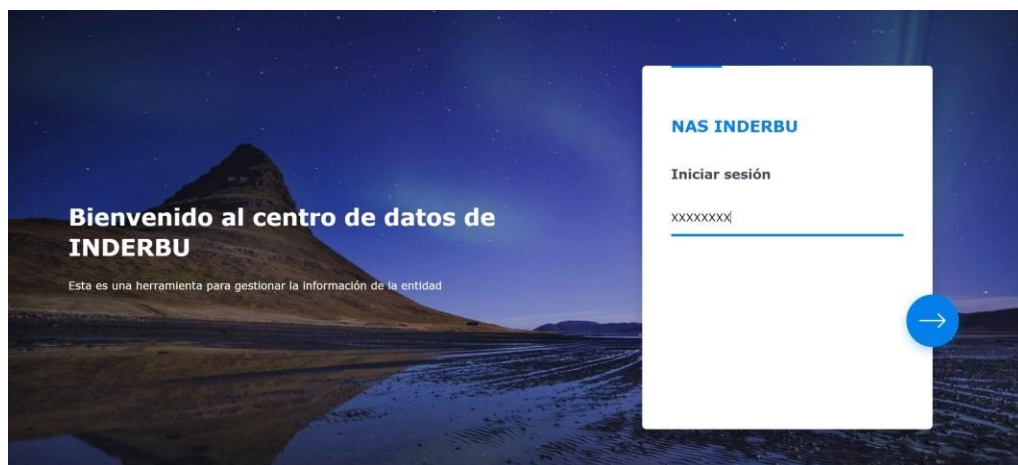 Bienvenido al centro de datos de
INDERBU
Esta es una herramienta para gestionar la información de la entidad
NAS INDERBU
Iniciar sesión
xxxxxxxx